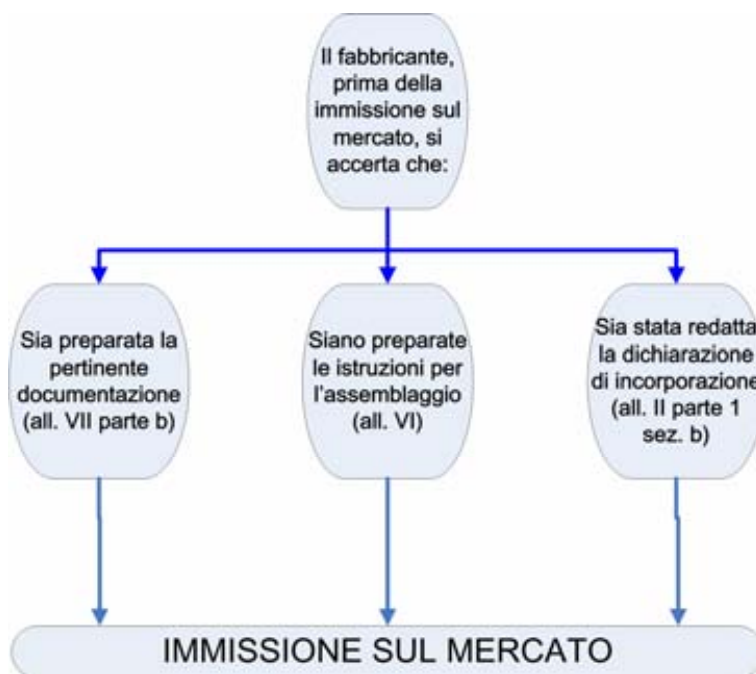 Il fabbricante,
prima della
immissione sul
mercato, si
accerta che:
Sia preparata la
pertinente
documentazione
(all. VII parte b)
Siano preparate
le istruzioni per
l'assemblaggio
(all. VI)
Sia stata redatta
la dichiarazione
di incorporazione
(all. II parte 1
sez. b)
IMMISSIONE SUL MERCATO